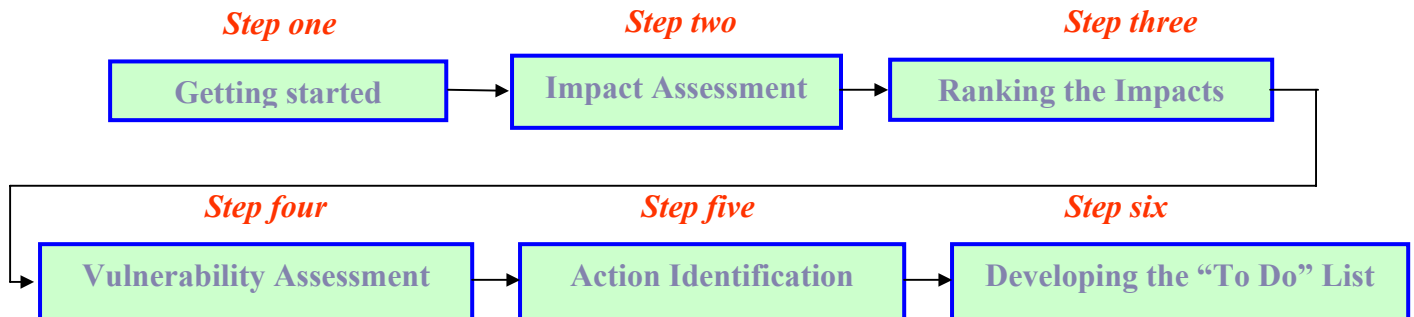 Step one
Step two
Step three
Getting started
Impact Assessment
Ranking the Impacts
Step four
Step five
Step six
Vulnerability Assessment
Action Identification
Developing the “To Do” List